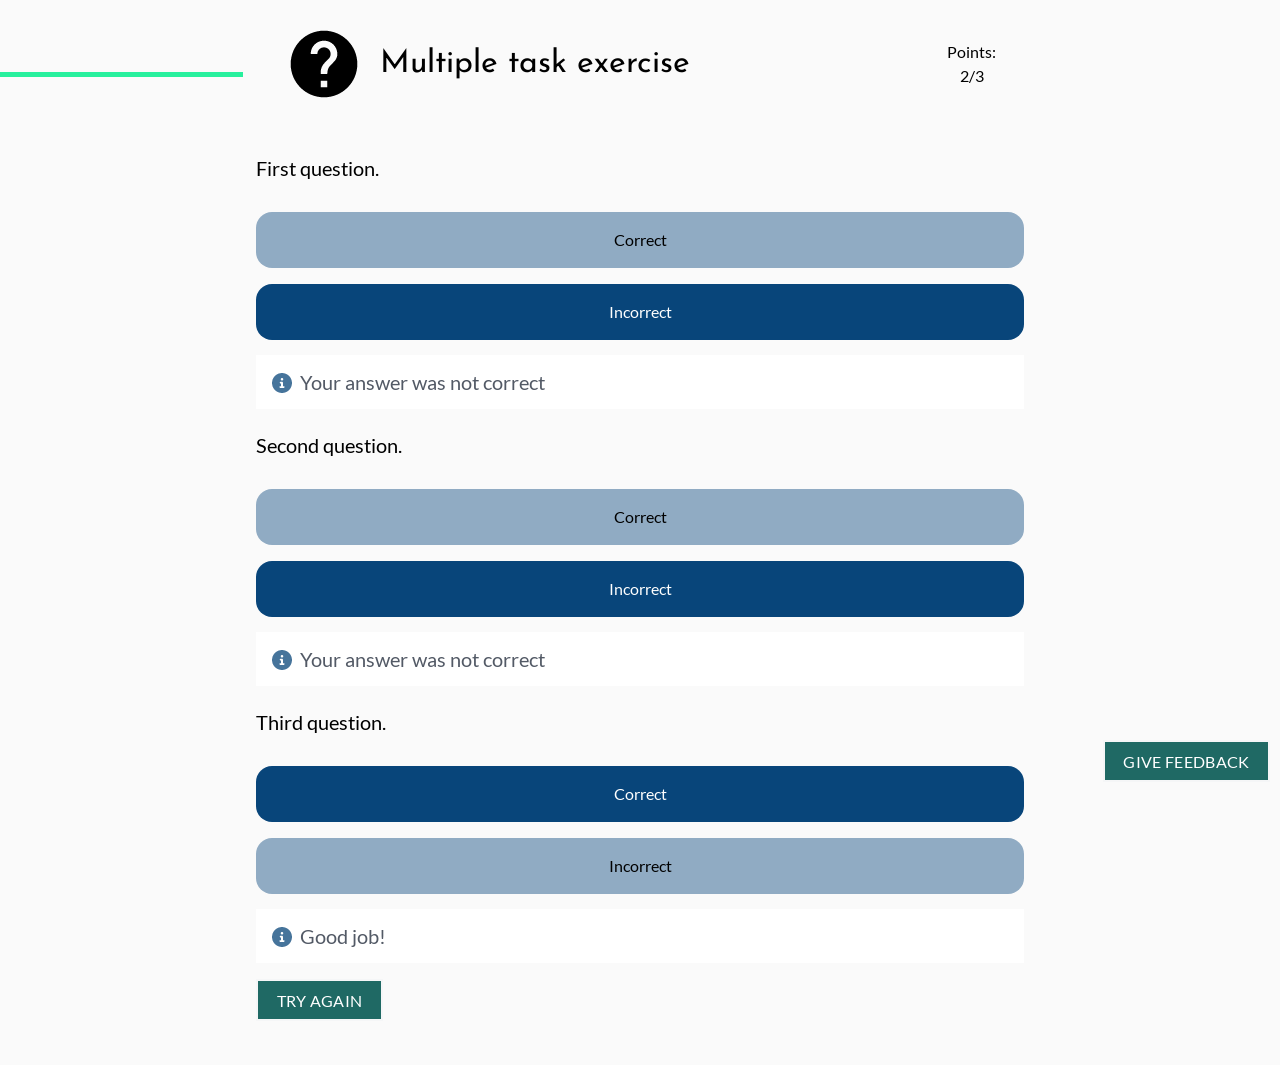 Multiple task exercise
Points:
2/3
First question.
Correct
Incorrect
Your answer was not correct
Second question.
Correct
Incorrect
Your answer was not correct
Third question.
GIVE FEEDBACK
Correct
Incorrect
Good job!
TRY AGAIN